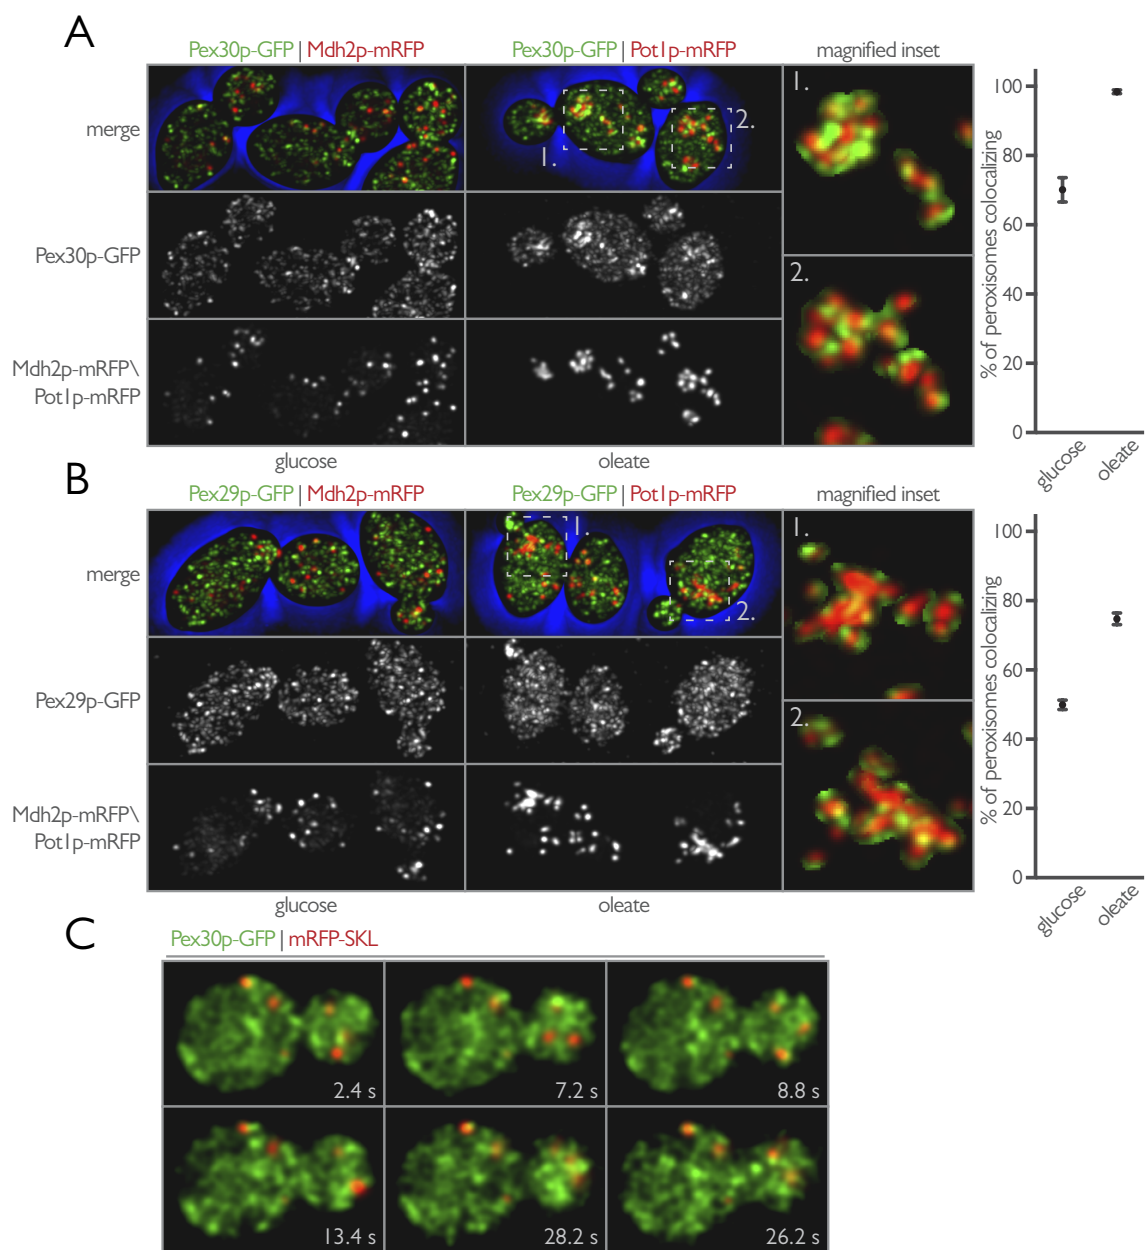 A
Pex30p-GFP | Mdh2p-mRFP
Pex30p-GFP | Pot1p-mRFP
magnified inset
merge
1.
2.
1.
2.
Pex30p-GFP
Mdh2p-mRFP\
Pot1p-mRFP
glucose
oleate
% of peroxisomes colocalizing
100
80
60
40
20
0
glucose
oleate
B
Pex29p-GFP | Mdh2p-mRFP
Pex29p-GFP | Pot1p-mRFP
magnified inset
merge
1.
2.
1.
2.
Pex29p-GFP
Mdh2p-mRFP\
Pot1p-mRFP
glucose
oleate
% of peroxisomes colocalizing
100
80
60
40
20
0
glucose
oleate
C
Pex30p-GFP | mRFP-SKL
2.4 s
7.2 s
8.8 s
13.4 s
28.2 s
26.2 s